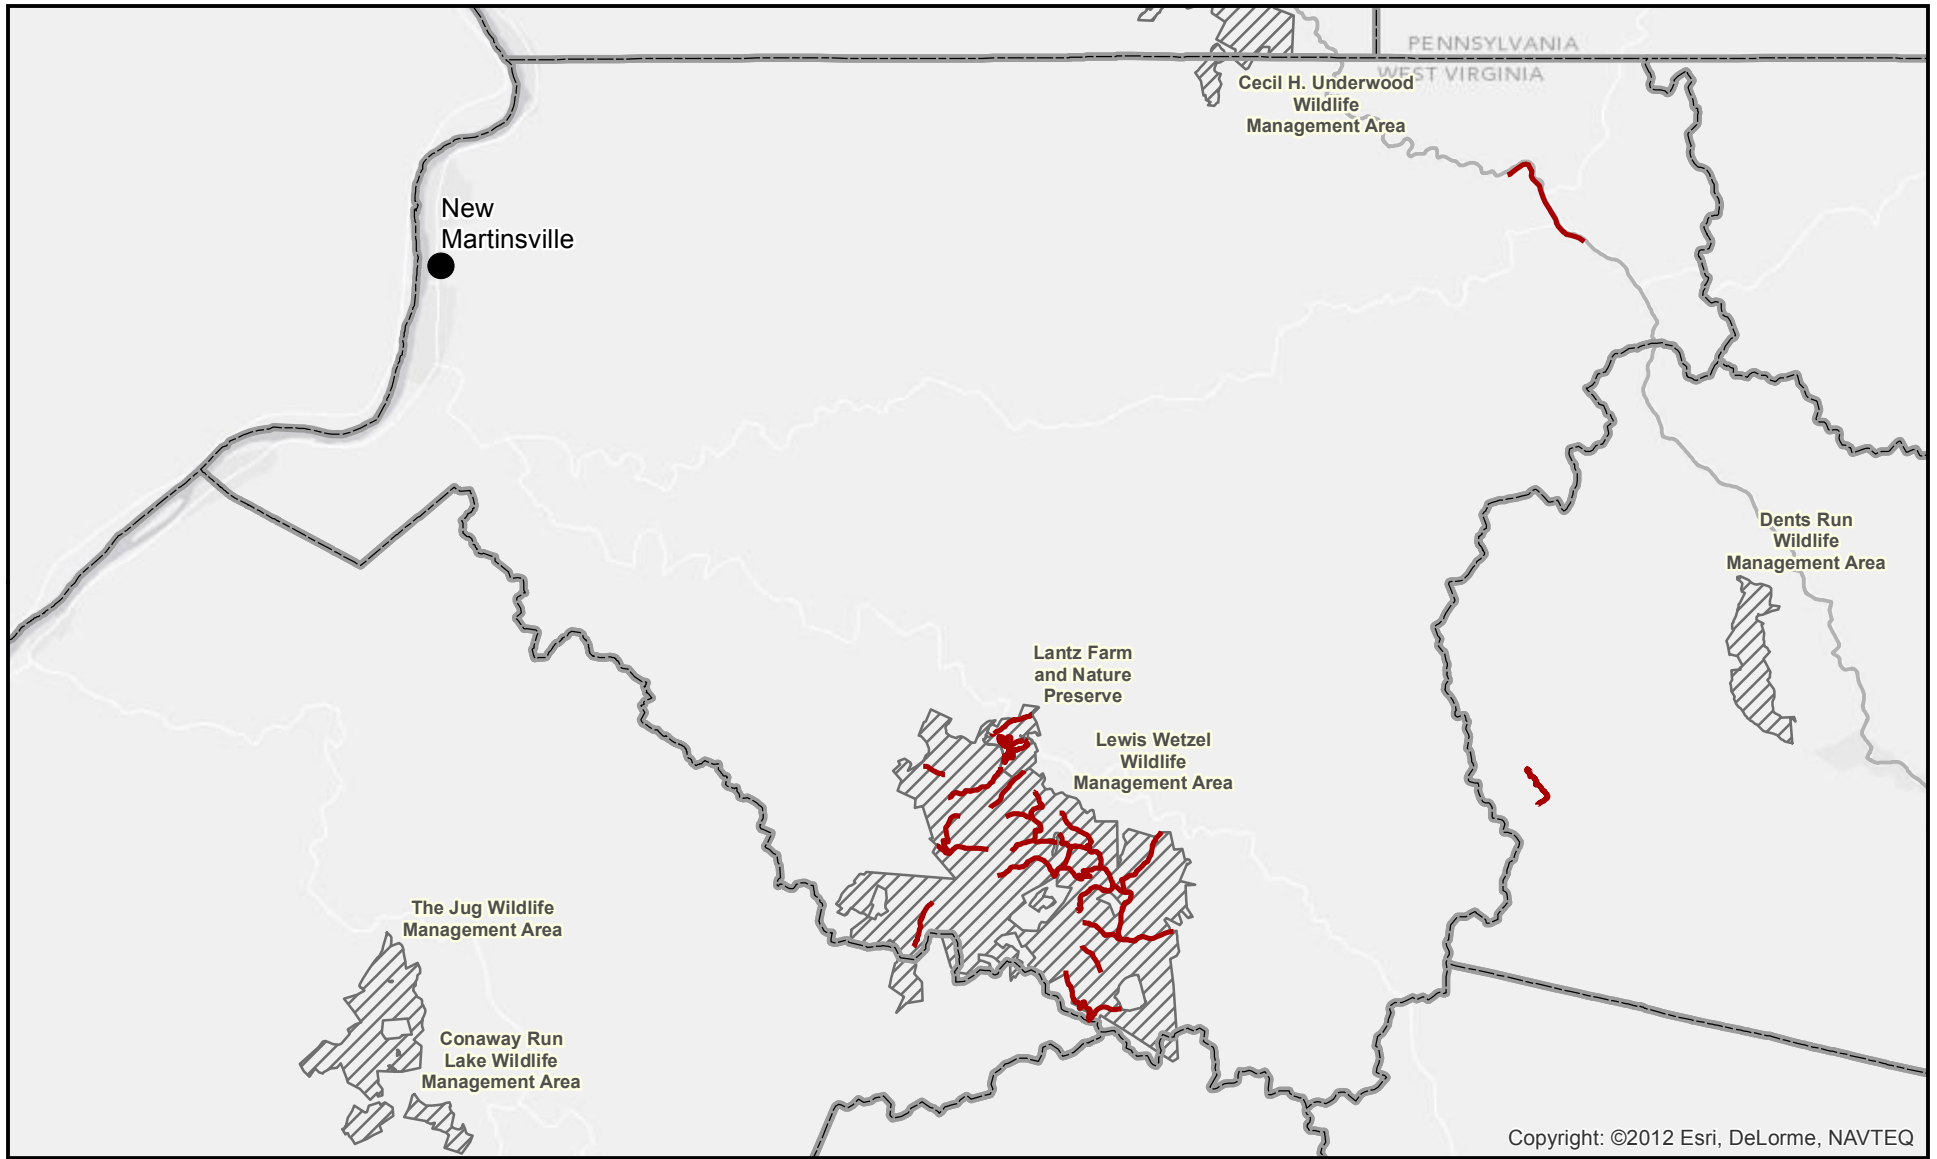 PENNSYLVANIA
WEST VIRGINIA
Cecil H. Underwood
Wildlife
Management Area
New
Martinsville
Dents Run
Wildlife
Management Area
Lantz Farm
and Nature
Preserve
Lewis Wetzel
Wildlife
Management Area
The Jug Wildlife
Management Area
Conaway Run
Lake Wildlife
Management Area
Copyright: ©2012 Esri, DeLorme, NAVTEQ